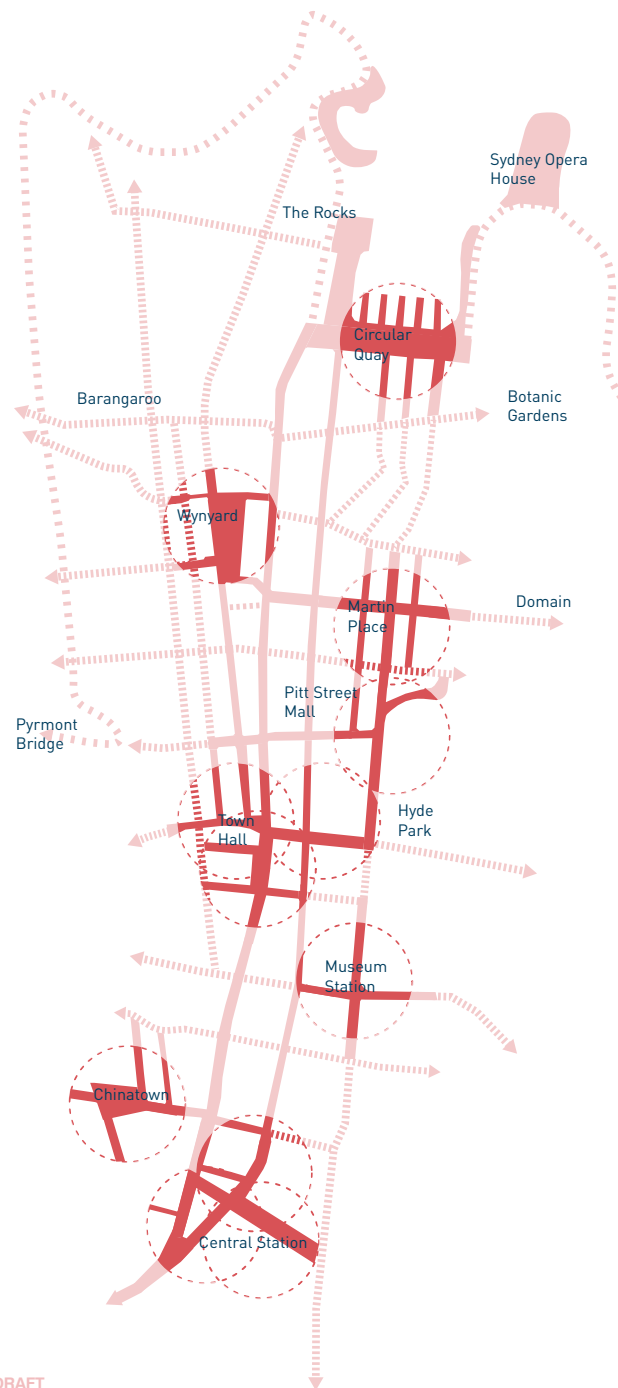 Sydney Opera
House
The Rocks
Circular
Quay
Barangaroo
Botanic
Gardens
Wynyard
Martin
Place
Domain
Pitt Street
Mall
Pyrmont
Bridge
Town
Hall
Hyde
Park
Museum
Station
Chinatown
Central Station
DRAFT